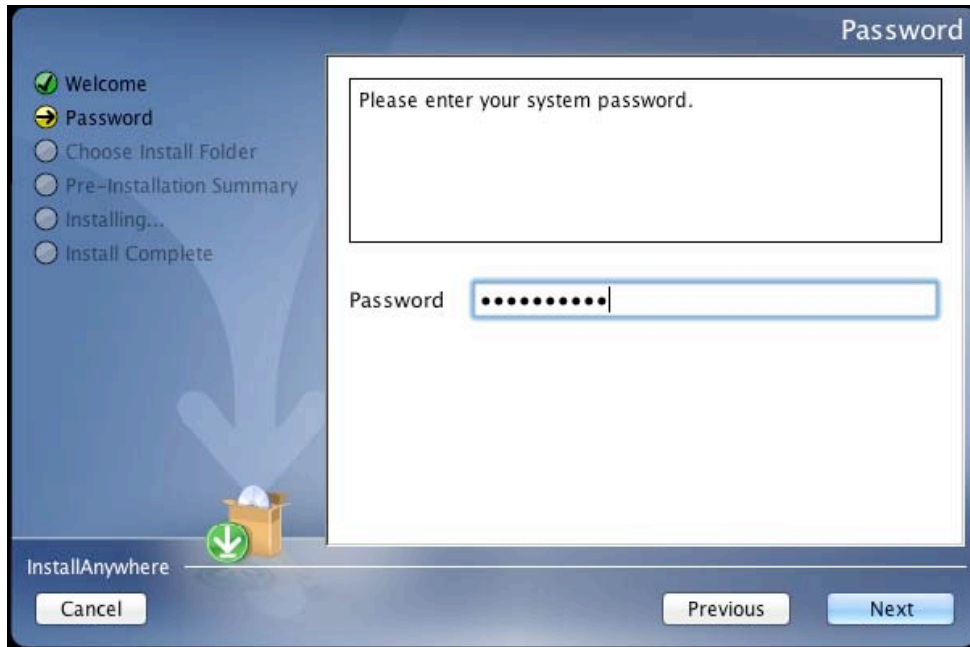 Password
Welcome
Password
Choose Install Folder
Pre-Installation Summary
Installing...
Install Complete
Please enter your system password.
Password ••••••••••
InstallAnywhere
Cancel
Previous
Next